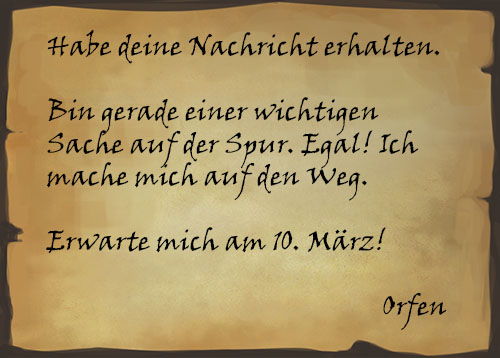 Habe deine Nachricht erhalten.
Bin gerade einer wichtigen
Sache auf der Spur. Egal! Ich
mache mich auf den Weg.
Erwarte mich am 10. März!
Orfen